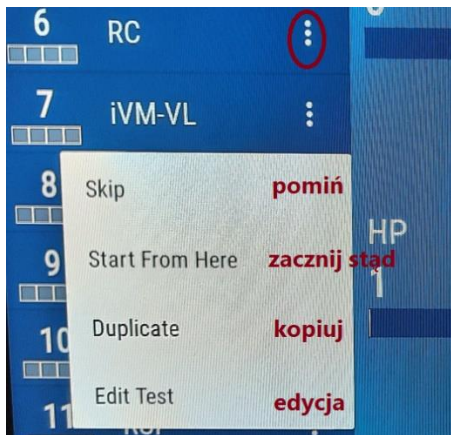 6 RC
7 iVM-VL
8 Skip pomiń
HP
9 Start From Here zacznij stąd
1
10 Duplicate kopiuj
Edit Test edycja
11